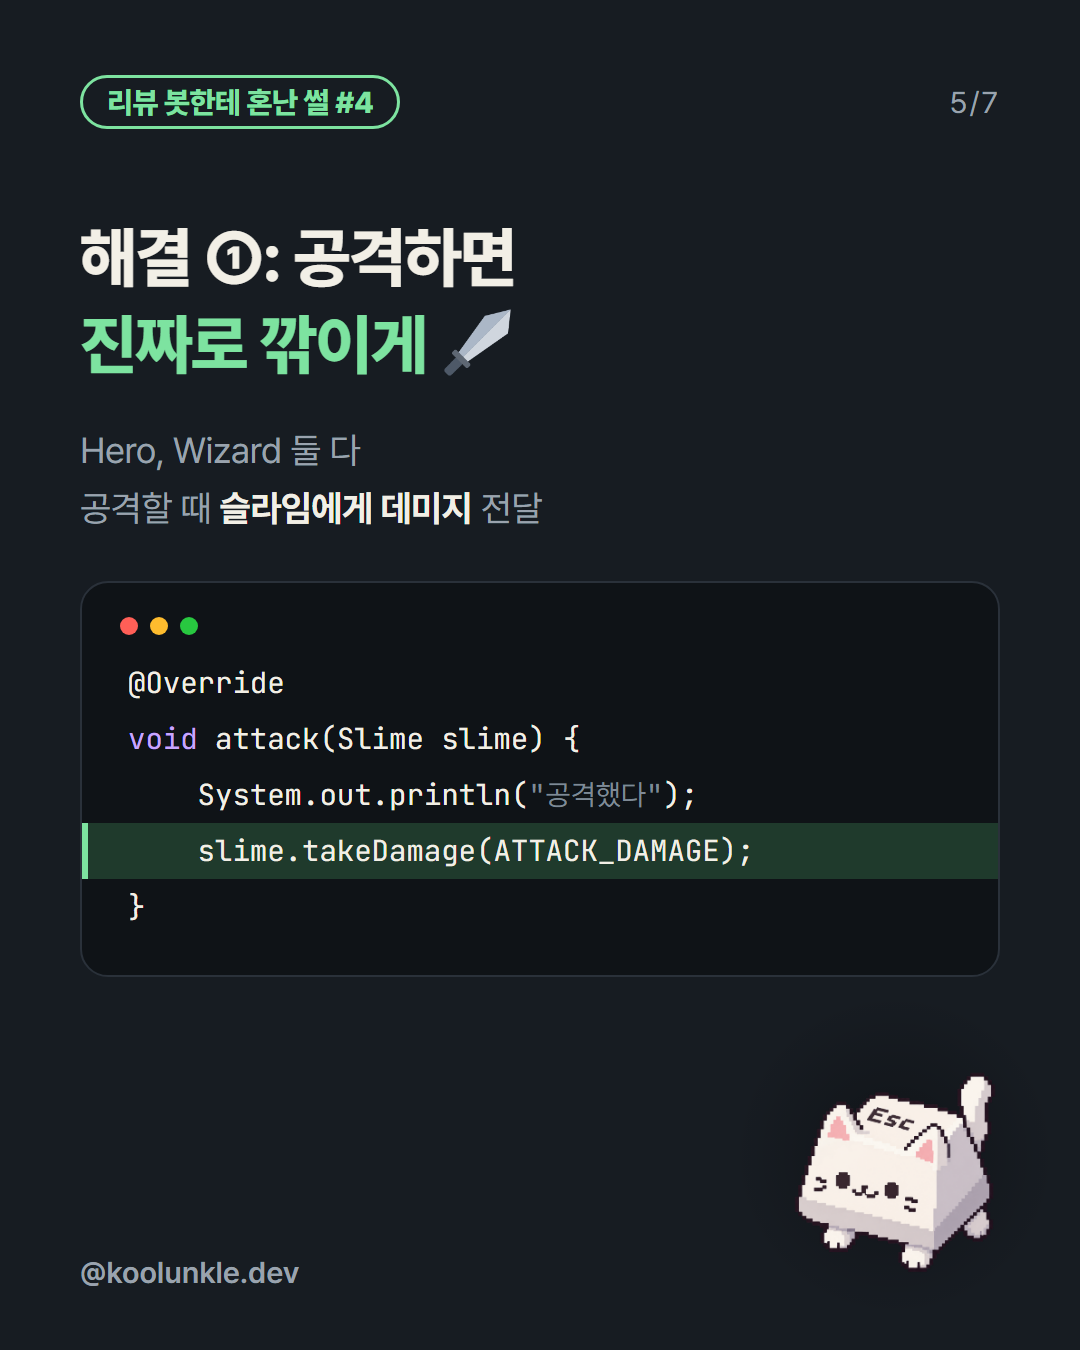 리뷰 봇한테 혼난 썰 #4
5/7
해결 ①: 공격하면
진짜로 깎이게 🗡️
Hero, Wizard 둘 다
공격할 때 슬라임에게 데미지 전달
@Override
void attack(Slime slime) {
    System.out.println("공격했다");
    slime.takeDamage(ATTACK_DAMAGE);
}
Esc
@koolunkle.dev